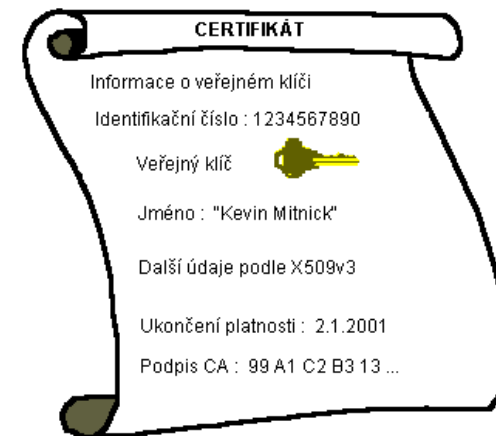 CERTIFIKÁT
Informace o veřejném klíči
Identifikační číslo : 1234567890
Veřejný klíč
Jméno : "Kevin Mitnick"
Další údaje podle X509v3
Ukončení platnosti : 2.1.2001
Podpis CA : 99 A1 C2 B3 13 ...